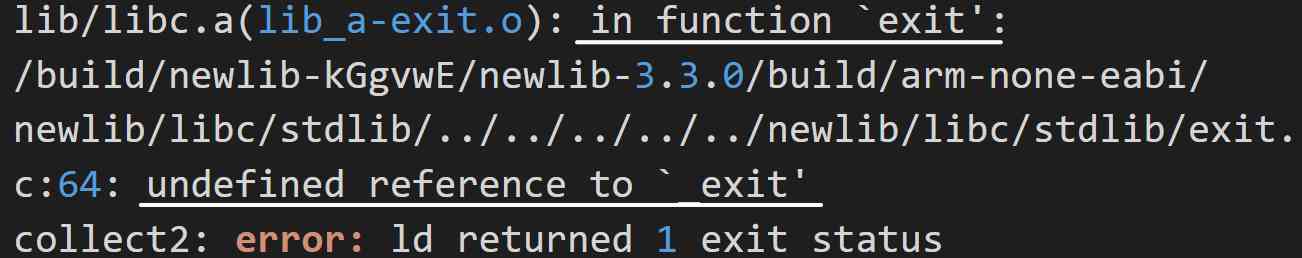 lib/libc.a(lib_a-exit.o): in function `exit':
/build/newlib-kGgvwE/newlib-3.3.0/build/arm-none-eabi/
newlib/libc/stdlib/../../../../../newlib/libc/stdlib/exit.
c:64: undefined reference to `_exit'
collect2: error: ld returned 1 exit status